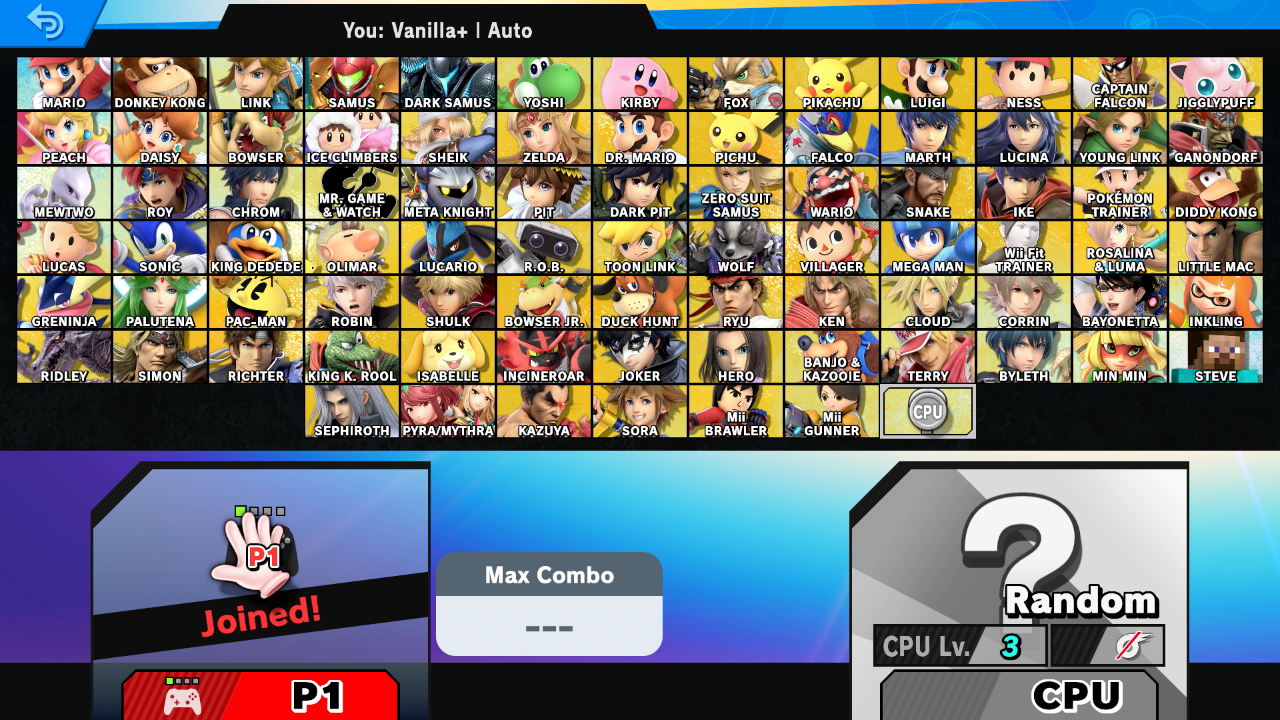 You: Vanilla+ | Auto
MARIO
DONKEY KONG
LINK
SAMUS
DARK SAMUS
YOSHI
KIRBY
FOX
PIKACHU
LUIGI
NESS
CAPTAIN
FALCON
JIGGLYPUFF
PEACH
DAISY
BOWSER
ICE CLIMBERS
SHEIK
ZELDA
DR. MARIO
PICHU
FALCO
MARTH
LUCINA
YOUNG LINK
GANONDORF
MEWTWO
ROY
CHROM
MR. GAME
& WATCH
META KNIGHT
PIT
DARK PIT
ZERO SUIT
SAMUS
WARIO
SNAKE
IKE
POKÉMON
TRAINER
DIDDY KONG
LUCAS
SONIC
KING DEDEDE
OLIMAR
LUCARIO
R.O.B.
TOON LINK
WOLF
VILLAGER
MEGA MAN
Wii Fit
TRAINER
ROSALINA
& LUMA
LITTLE MAC
GRENINJA
PALUTENA
PAC-MAN
ROBIN
SHULK
BOWSER JR.
DUCK HUNT
RYU
KEN
CLOUD
CORRIN
BAYONETTA
INKLING
RIDLEY
SIMON
RICHTER
KING K. ROOL
ISABELLE
INCINEROAR
JOKER
HERO
BANJO &
KAZOOIE
TERRY
BYLETH
MIN MIN
STEVE
SEPHIROTH
PYRA/MYTHRA
KAZUYA
SORA
Mii
BRAWLER
Mii
GUNNER
CPU
P1
Joined!
P1
Max Combo
---
?
Random
CPU Lv. 3
CPU